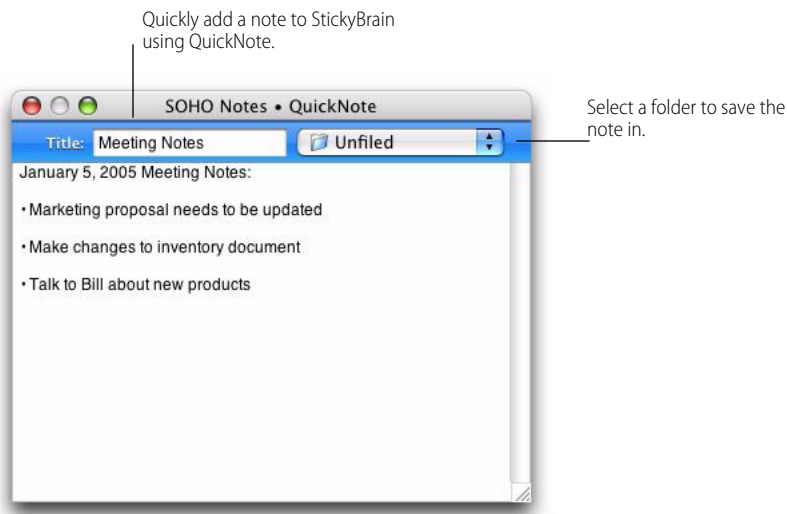 Quickly add a note to StickyBrain
using QuickNote.
SOHO Notes • QuickNote
Select a folder to save the
note in.
Title: Meeting Notes Unfiled
January 5, 2005 Meeting Notes:
• Marketing proposal needs to be updated
• Make changes to inventory document
• Talk to Bill about new products